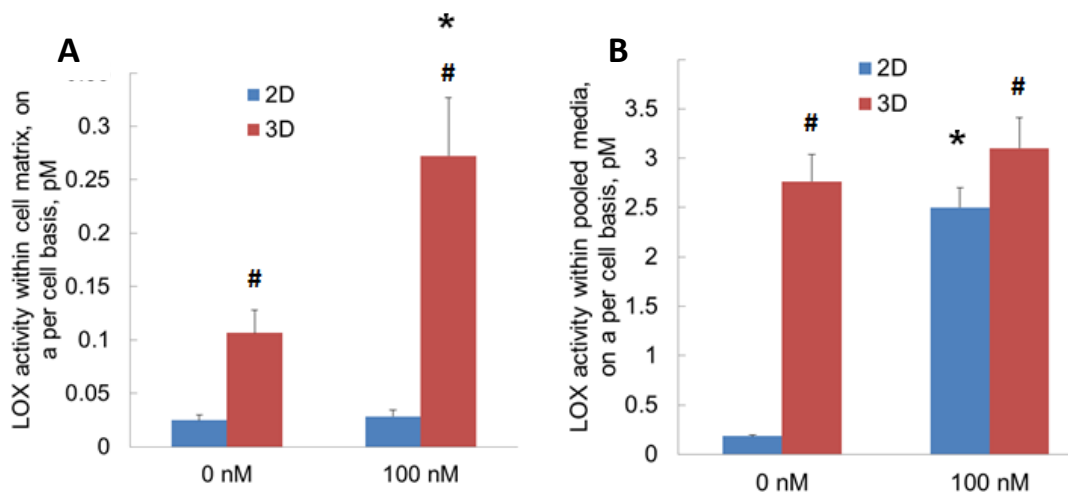 A
LOX activity within cell matrix, on
a per cell basis, pM
0.3
0.25
0.2
0.15
0.1
0.05
0
2D
3D
#
*
#
0 nM
100 nM
B
LOX activity within pooled media,
on a per cell basis, pM
3.5
3
2.5
2
1.5
1
0.5
0
2D
3D
#
*
#
0 nM
100 nM